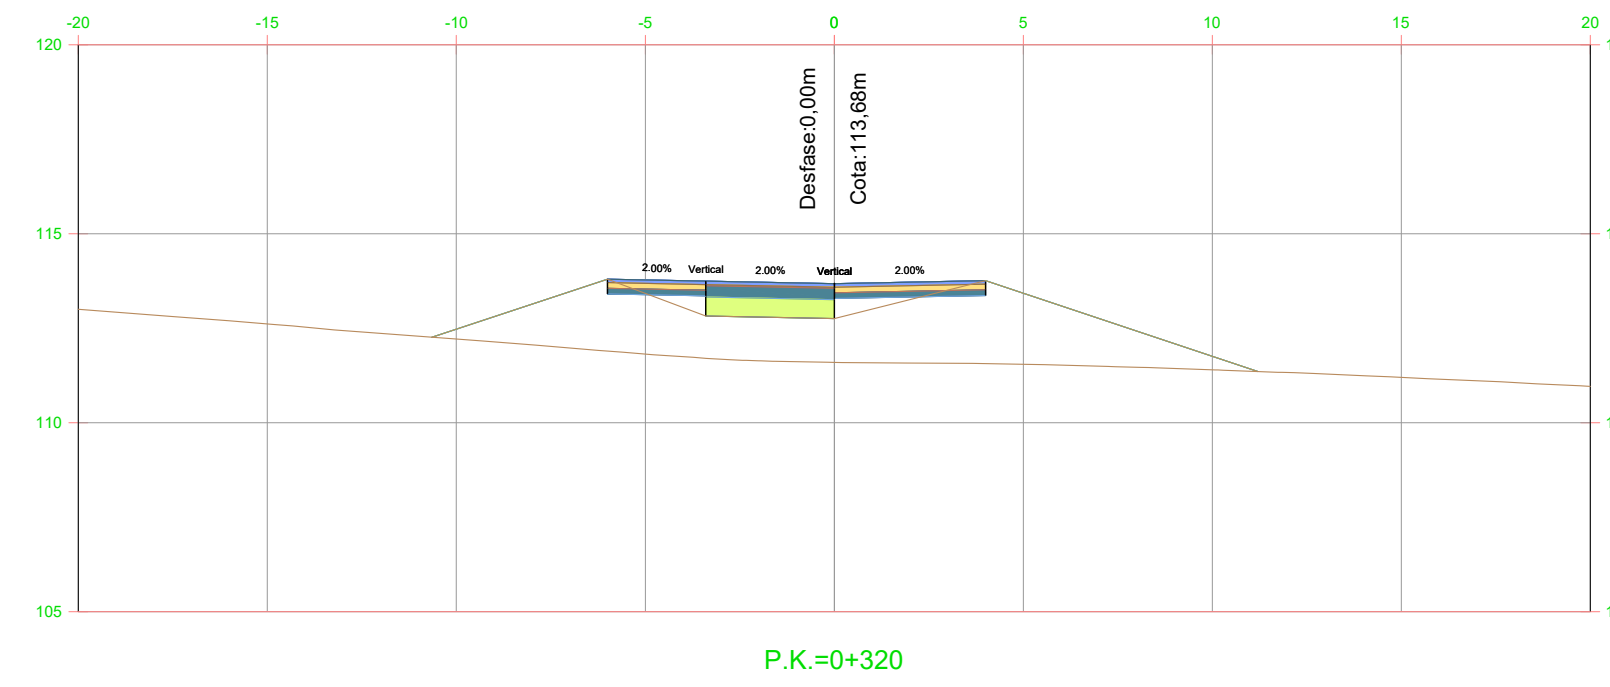 -20 -15 -10 -5 0 5 10 15 20
120
Desfase:0,00m
Cota:113,68m
115
2.00% Vertical 2.00% Vertical 2.00%
110
105
P.K.=0+320